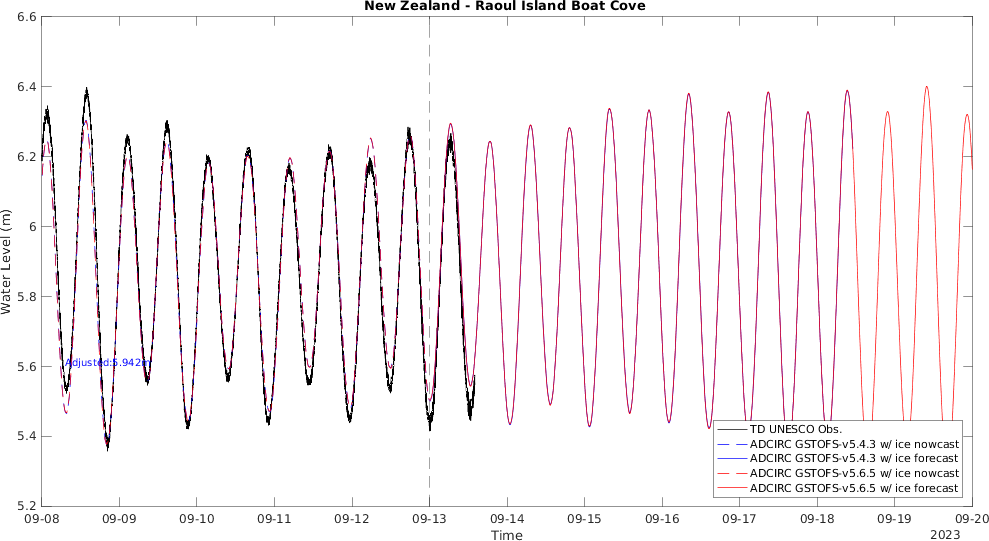 New Zealand - Raoul Island Boat Cove
6.6
6.4
6.2
6
5.8
5.6
5.4
5.2
Water Level (m)
Adjusted:5.942m
TD UNESCO Obs.
ADCIRC GSTOFS-v5.4.3 w/ ice nowcast
ADCIRC GSTOFS-v5.4.3 w/ ice forecast
ADCIRC GSTOFS-v5.6.5 w/ ice nowcast
ADCIRC GSTOFS-v5.6.5 w/ ice forecast
09-08 09-09 09-10 09-11 09-12 09-13 09-14 09-15 09-16 09-17 09-18 09-19 09-20
Time
2023